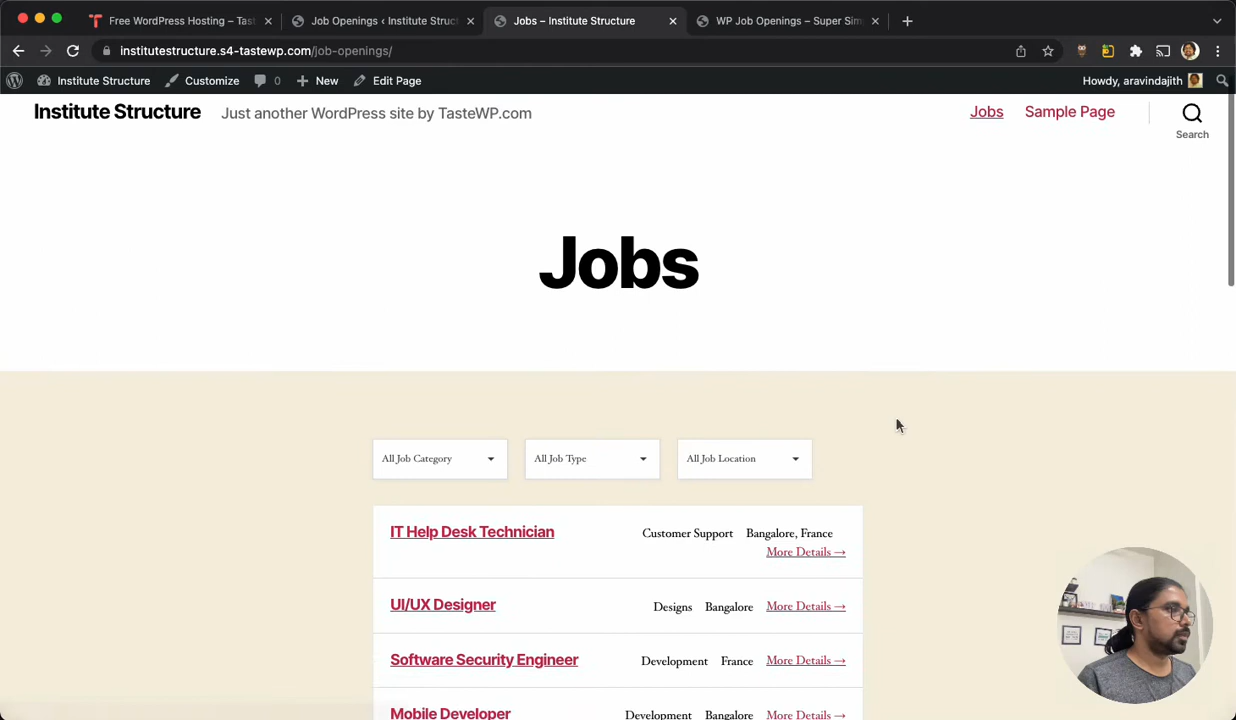 Free WordPress Hosting – Tast
Job Openings ‹ Institute Struct
Jobs – Institute Structure
WP Job Openings – Super Sim
institutestructure.s4-tastewp.com/job-openings/
Institute Structure
Customize
0
New
Edit Page
Howdy, aravindajith
Institute Structure
Just another WordPress site by TasteWP.com
Jobs
Sample Page
Search
Jobs
All Job Category
All Job Type
All Job Location
IT Help Desk Technician
Customer Support
Bangalore, France
More Details →
UI/UX Designer
Designs
Bangalore
More Details →
Software Security Engineer
Development
France
More Details →
Mobile Developer
Development
Bangalore
More Details →